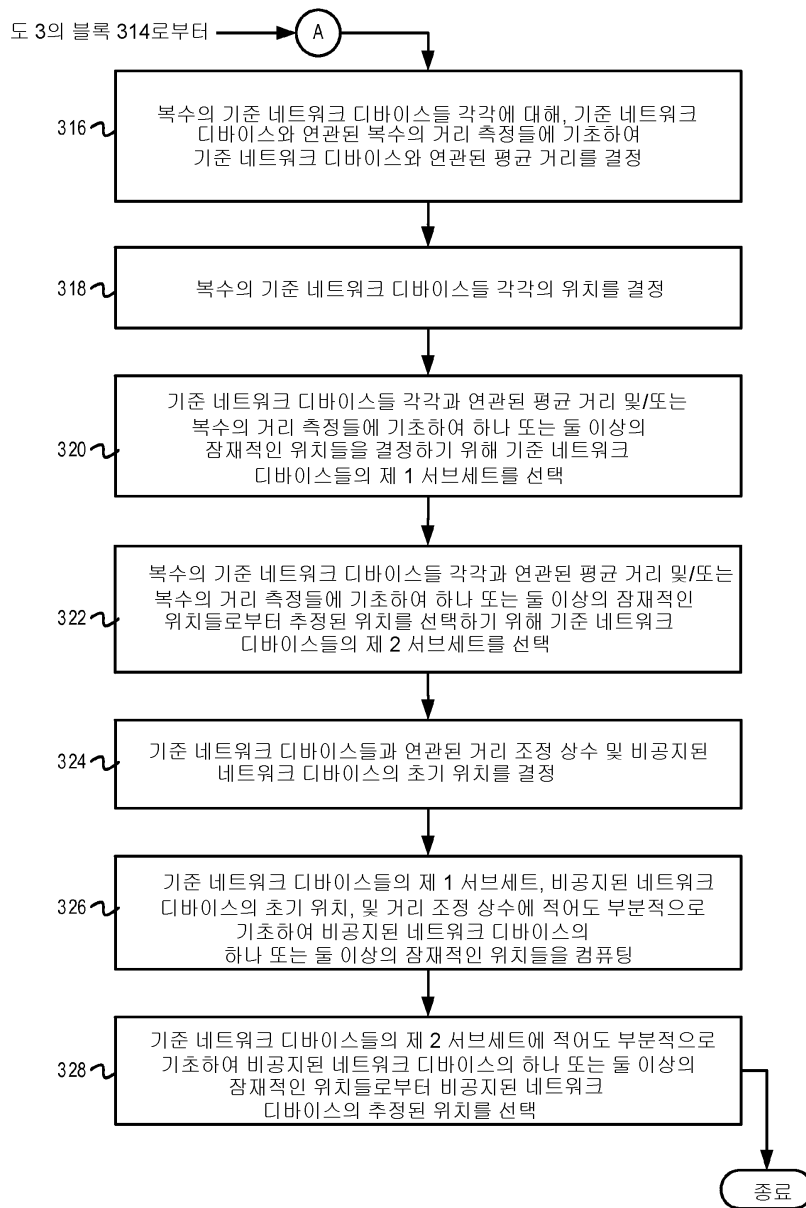 도 3의 블록 314로부터
A
316
복수의 기준 네트워크 디바이스들 각각에 대해, 기준 네트워크
디바이스와 연관된 복수의 거리 측정들에 기초하여
기준 네트워크 디바이스와 연관된 평균 거리를 결정
318
복수의 기준 네트워크 디바이스들 각각의 위치를 결정
320
기준 네트워크 디바이스들 각각과 연관된 평균 거리 및/또는
복수의 거리 측정들에 기초하여 하나 또는 둘 이상의
잠재적인 위치들을 결정하기 위해 기준 네트워크
디바이스들의 제 1 서브세트를 선택
322
복수의 기준 네트워크 디바이스들 각각과 연관된 평균 거리 및/또는
복수의 거리 측정들에 기초하여 하나 또는 둘 이상의 잠재적인
위치들로부터 추정된 위치를 선택하기 위해 기준 네트워크
디바이스들의 제 2 서브세트를 선택
324
기준 네트워크 디바이스들과 연관된 거리 조정 상수 및 비공지된
네트워크 디바이스의 초기 위치를 결정
326
기준 네트워크 디바이스들의 제 1 서브세트, 비공지된 네트워크
디바이스의 초기 위치, 및 거리 조정 상수에 적어도 부분적으로
기초하여 비공지된 네트워크 디바이스의
하나 또는 둘 이상의 잠재적인 위치들을 컴퓨팅
328
기준 네트워크 디바이스들의 제 2 서브세트에 적어도 부분적으로
기초하여 비공지된 네트워크 디바이스의 하나 또는 둘 이상의
잠재적인 위치들로부터 비공지된 네트워크
디바이스의 추정된 위치를 선택
종료